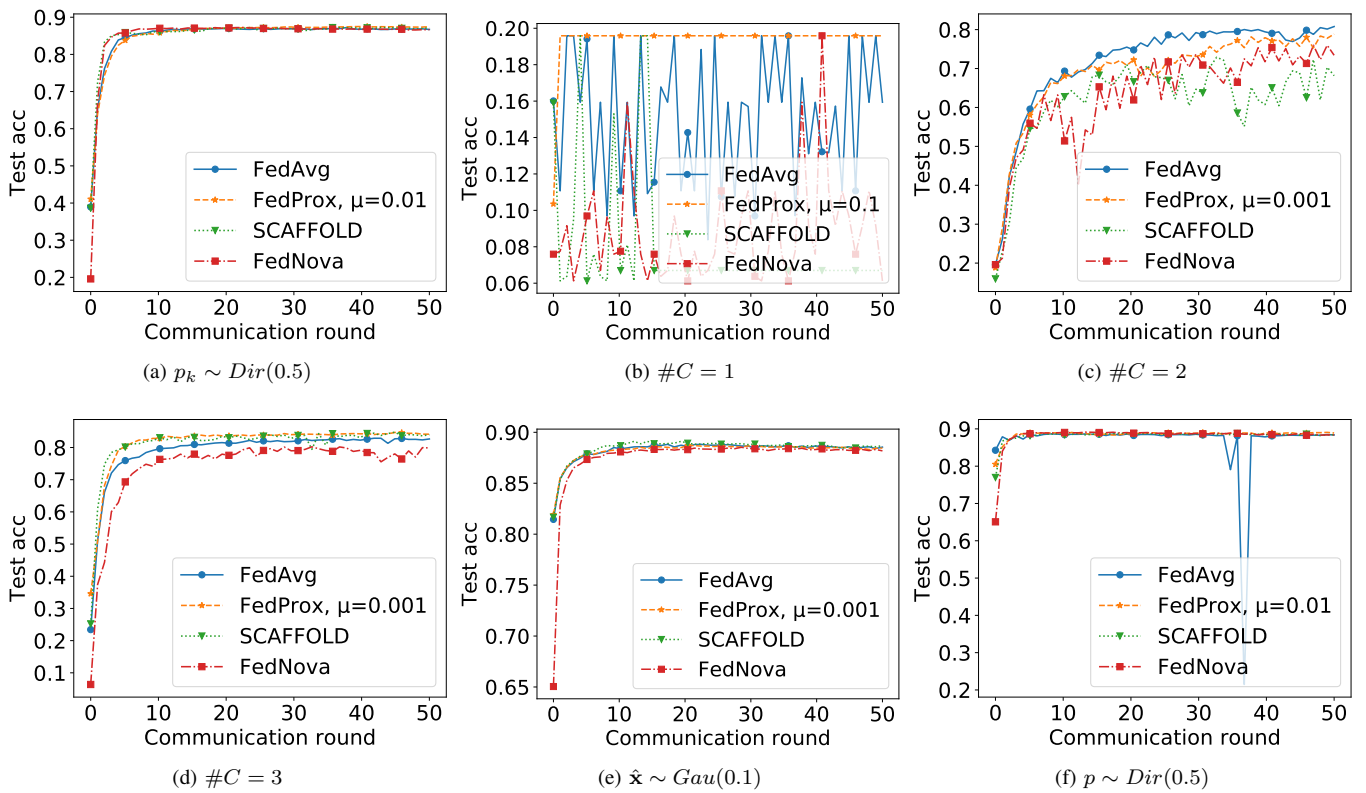 0.9
0.8
0.7
0.6
0.5
0.4
0.3
0.2
Test acc
FedAvg
FedProx, μ=0.01
SCAFFOLD
FedNova
0 10 20 30 40 50
Communication round
(a) p_k ∼ Dir(0.5)
0.20
0.18
0.16
0.14
0.12
0.10
0.08
0.06
Test acc
FedAvg
FedProx, μ=0.1
SCAFFOLD
FedNova
0 10 20 30 40 50
Communication round
(b) #C = 1
0.8
0.7
0.6
0.5
0.4
0.3
0.2
Test acc
FedAvg
FedProx, μ=0.001
SCAFFOLD
FedNova
0 10 20 30 40 50
Communication round
(c) #C = 2
0.8
0.7
0.6
0.5
0.4
0.3
0.2
0.1
Test acc
FedAvg
FedProx, μ=0.001
SCAFFOLD
FedNova
0 10 20 30 40 50
Communication round
(d) #C = 3
0.90
0.85
0.80
0.75
0.70
0.65
Test acc
FedAvg
FedProx, μ=0.001
SCAFFOLD
FedNova
0 10 20 30 40 50
Communication round
(e) x̂ ∼ Gau(0.1)
0.9
0.8
0.7
0.6
0.5
0.4
0.3
0.2
Test acc
FedAvg
FedProx, μ=0.01
SCAFFOLD
FedNova
0 10 20 30 40 50
Communication round
(f) p ∼ Dir(0.5)